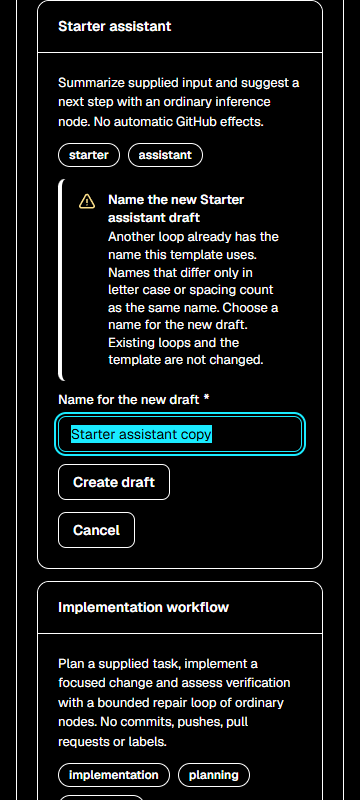 Starter assistant
Summarize supplied input and suggest a
next step with an ordinary inference
node. No automatic GitHub effects.
starter
assistant
Name the new Starter
assistant draft
Another loop already has the
name this template uses.
Names that differ only in
letter case or spacing count
as the same name. Choose a
name for the new draft.
Existing loops and the
template are not changed.
Name for the new draft *
Starter assistant copy
Create draft
Cancel
Implementation workflow
Plan a supplied task, implement a
focused change and assess verification
with a bounded repair loop of ordinary
nodes. No commits, pushes, pull
requests or labels.
implementation
planning